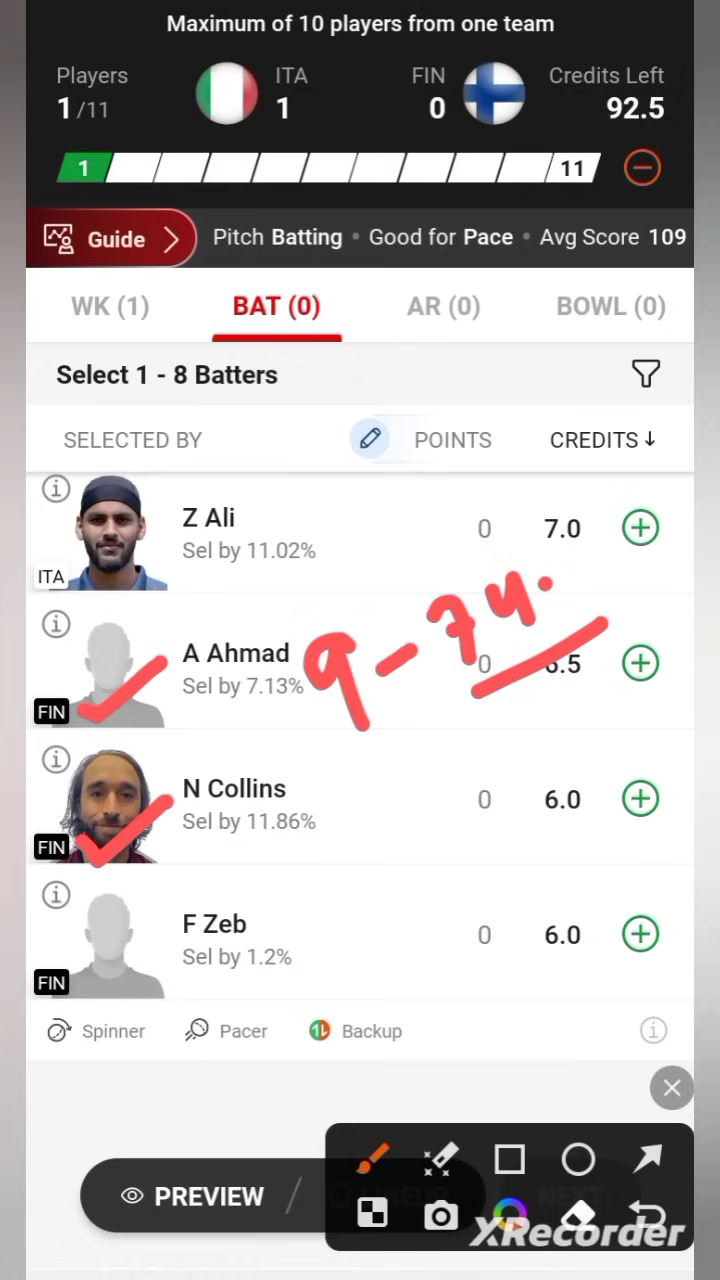 Maximum of 10 players from one team
Players ITA FIN Credits Left
1/11 1 0 92.5
1 11
Guide Pitch Batting • Good for Pace • Avg Score 109
WK (1) BAT (0) AR (0) BOWL (0)
Select 1 - 8 Batters
SELECTED BY POINTS CREDITS ↓
Z Ali 0 7.0
Sel by 11.02%
ITA
A Ahmad 0 6.5
Sel by 7.13%
9-74.
FIN
N Collins 0 6.0
Sel by 11.86%
FIN
F Zeb 0 6.0
Sel by 1.2%
FIN
Spinner Pacer Backup
PREVIEW
XRecorder